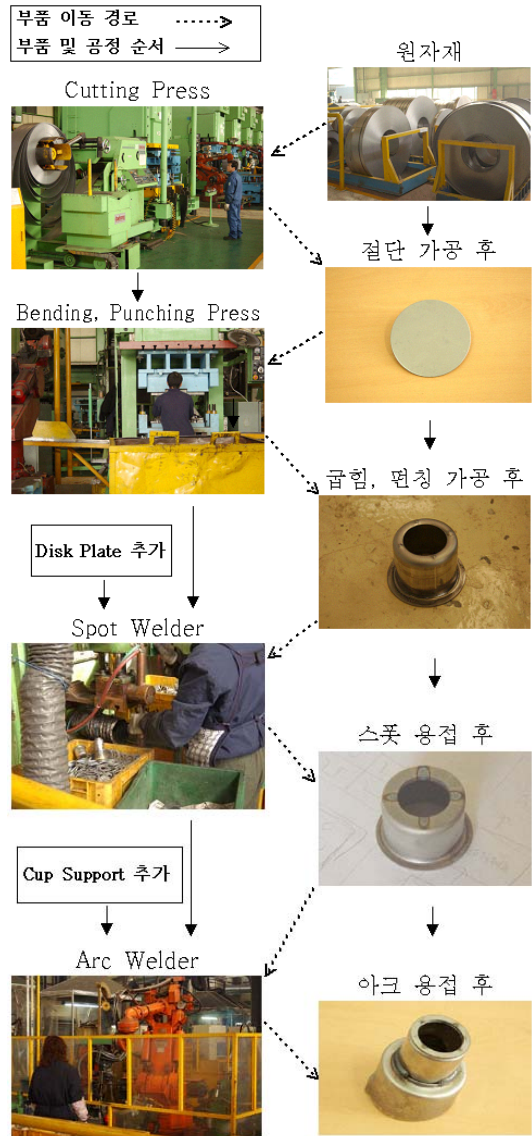 부품 이동 경로
부품 및 공정 순서
원자재
Cutting Press
절단 가공 후
Bending, Punching Press
굽힘, 펀칭 가공 후
Disk Plate 추가
Spot Welder
스폿 용접 후
Cup Support 추가
Arc Welder
아크 용접 후